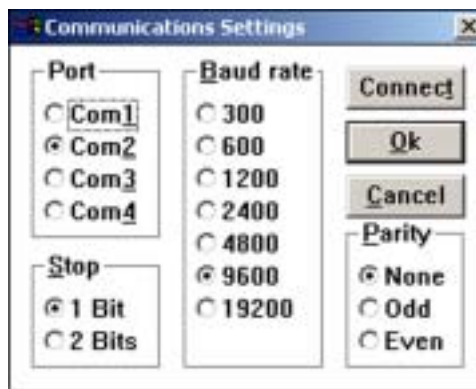 Communications Settings
Port
Com1
Com2
Com3
Com4
Stop
1 Bit
2 Bits
Baud rate
300
600
1200
2400
4800
9600
19200
Connect
Ok
Cancel
Parity
None
Odd
Even